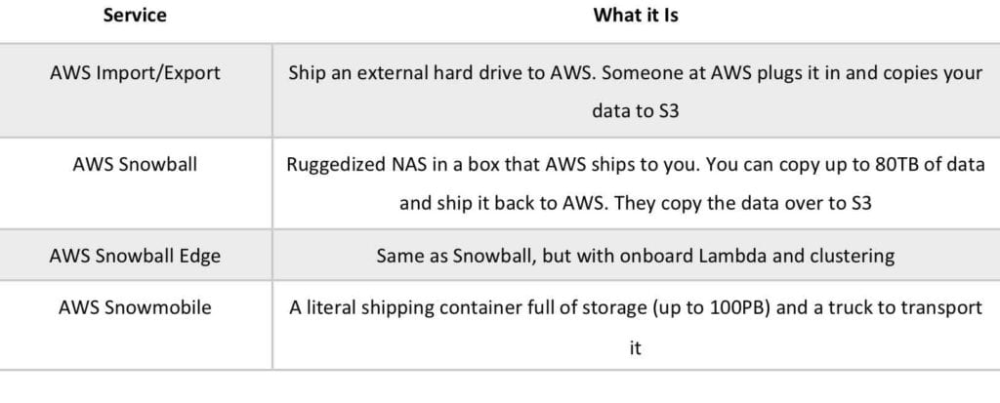 Service What it Is
AWS Import/Export Ship an external hard drive to AWS. Someone at AWS plugs it in and copies your
data to S3
AWS Snowball Ruggedized NAS in a box that AWS ships to you. You can copy up to 80TB of data
and ship it back to AWS. They copy the data over to S3
AWS Snowball Edge Same as Snowball, but with onboard Lambda and clustering
AWS Snowmobile A literal shipping container full of storage (up to 100PB) and a truck to transport
it